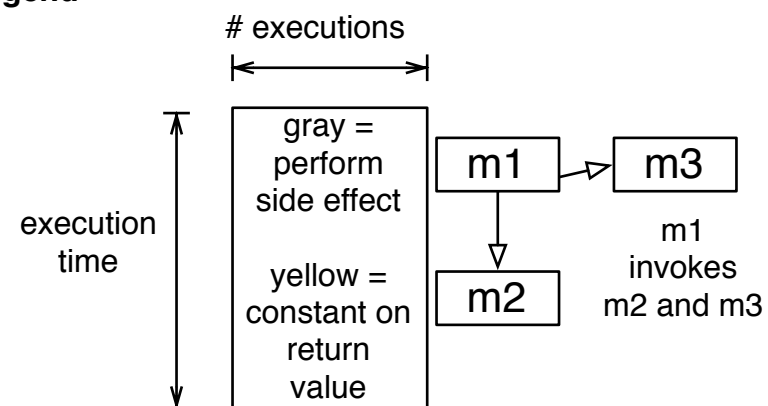 # executions
execution
time
gray =
perform
side effect
yellow =
constant on
return
value
m1
m3
m2
m1
invokes
m2 and m3